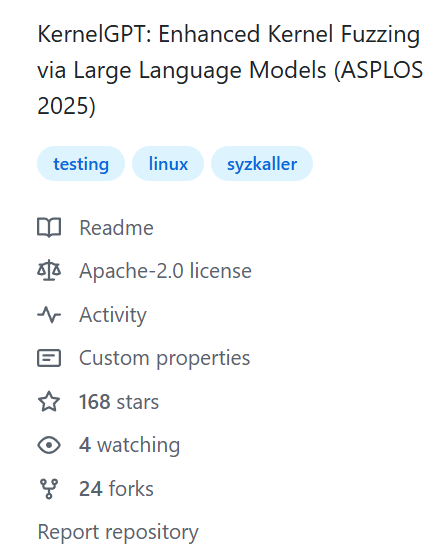 KernelGPT: Enhanced Kernel Fuzzing
via Large Language Models (ASPLOS
2025)
testing linux syzkaller
Readme
Apache-2.0 license
Activity
Custom properties
168 stars
4 watching
24 forks
Report repository